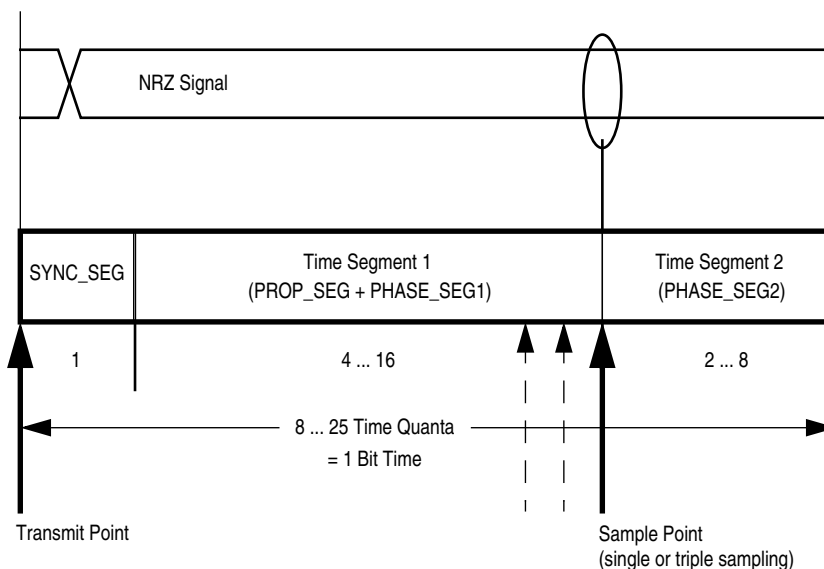 NRZ Signal
SYNC_SEG
Time Segment 1
(PROP_SEG + PHASE_SEG1)
Time Segment 2
(PHASE_SEG2)
1
4 ... 16
2 ... 8
8 ... 25 Time Quanta
= 1 Bit Time
Transmit Point
Sample Point
(single or triple sampling)